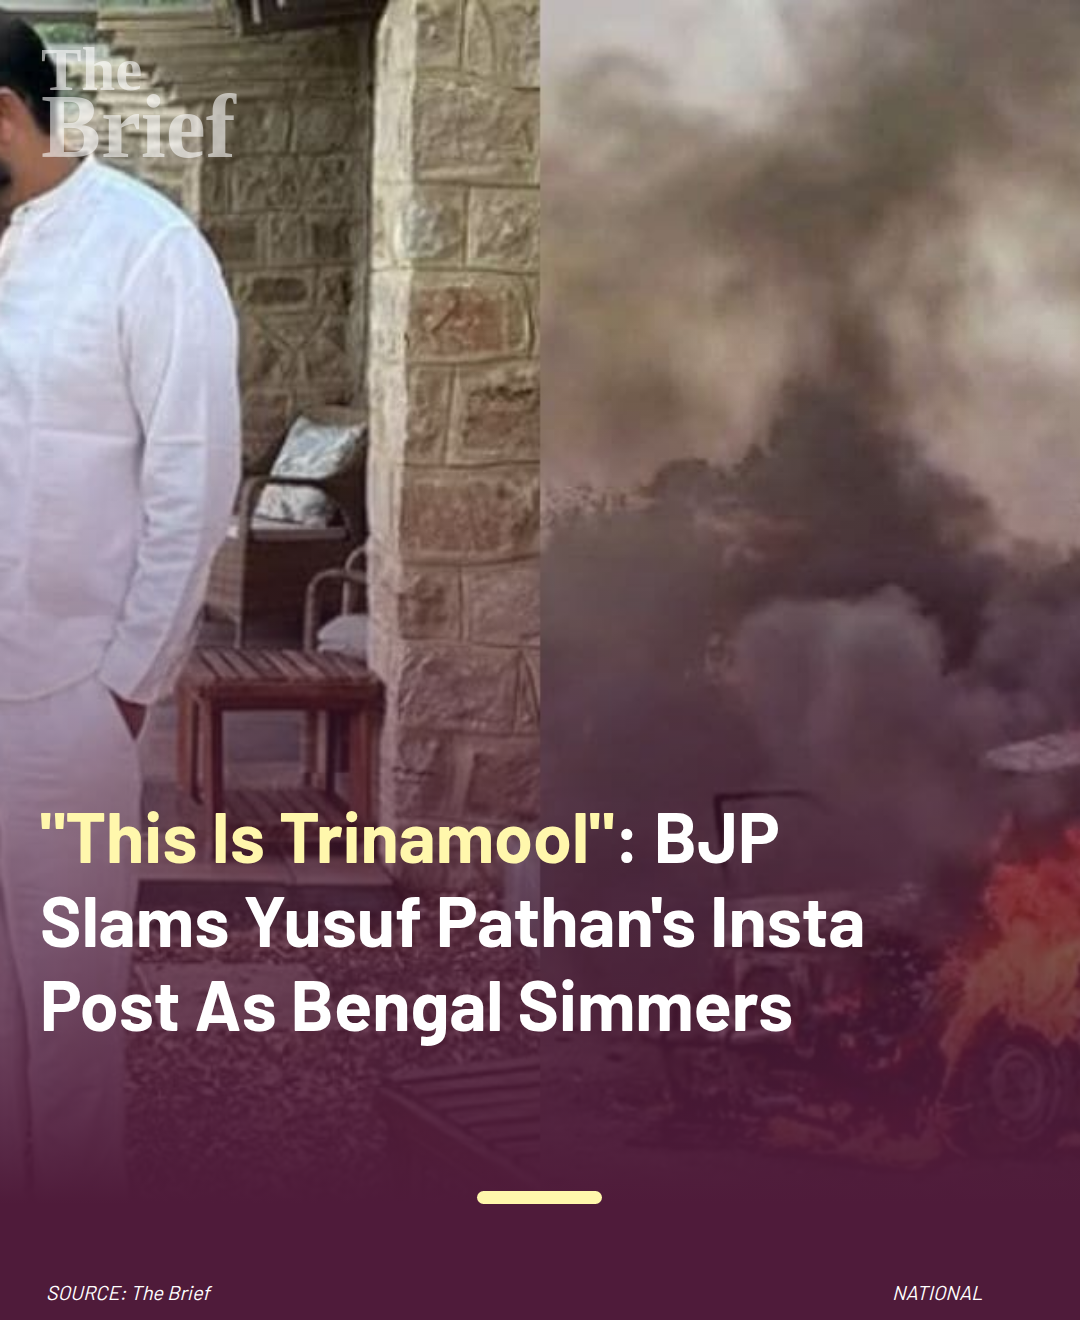 The
Brief
"This Is Trinamool": BJP
Slams Yusuf Pathan's Insta
Post As Bengal Simmers
SOURCE: The Brief
NATIONAL